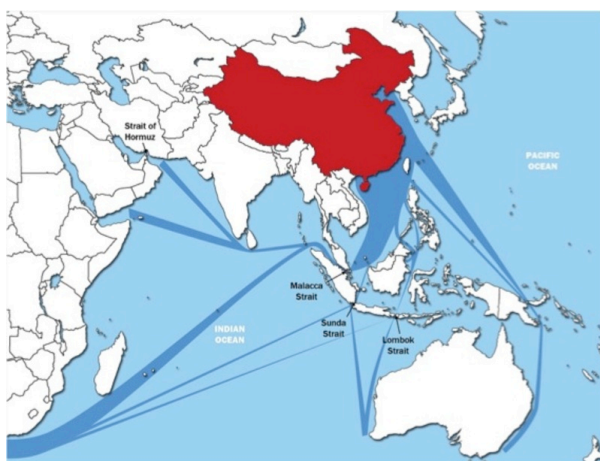 Strait of
Hormuz
PACIFIC
OCEAN
Malacca
Strait
INDIAN
OCEAN
Sunda
Strait
Lombok
Strait